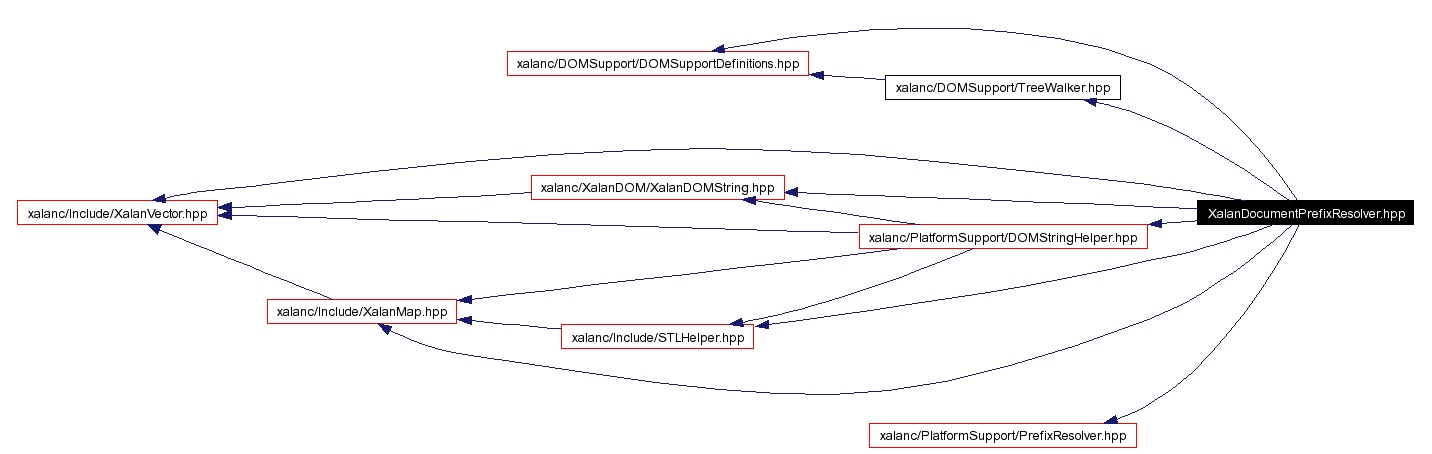 xalanc/DOMSupport/DOMSupportDefinitions.hpp
xalanc/DOMSupport/TreeWalker.hpp
xalanc/XalanDOM/XalanDOMString.hpp
xalanc/Include/XalanVector.hpp
XalanDocumentPrefixResolver.hpp
xalanc/PlatformSupport/DOMStringHelper.hpp
xalanc/Include/XalanMap.hpp
xalanc/Include/STLHelper.hpp
xalanc/PlatformSupport/PrefixResolver.hpp